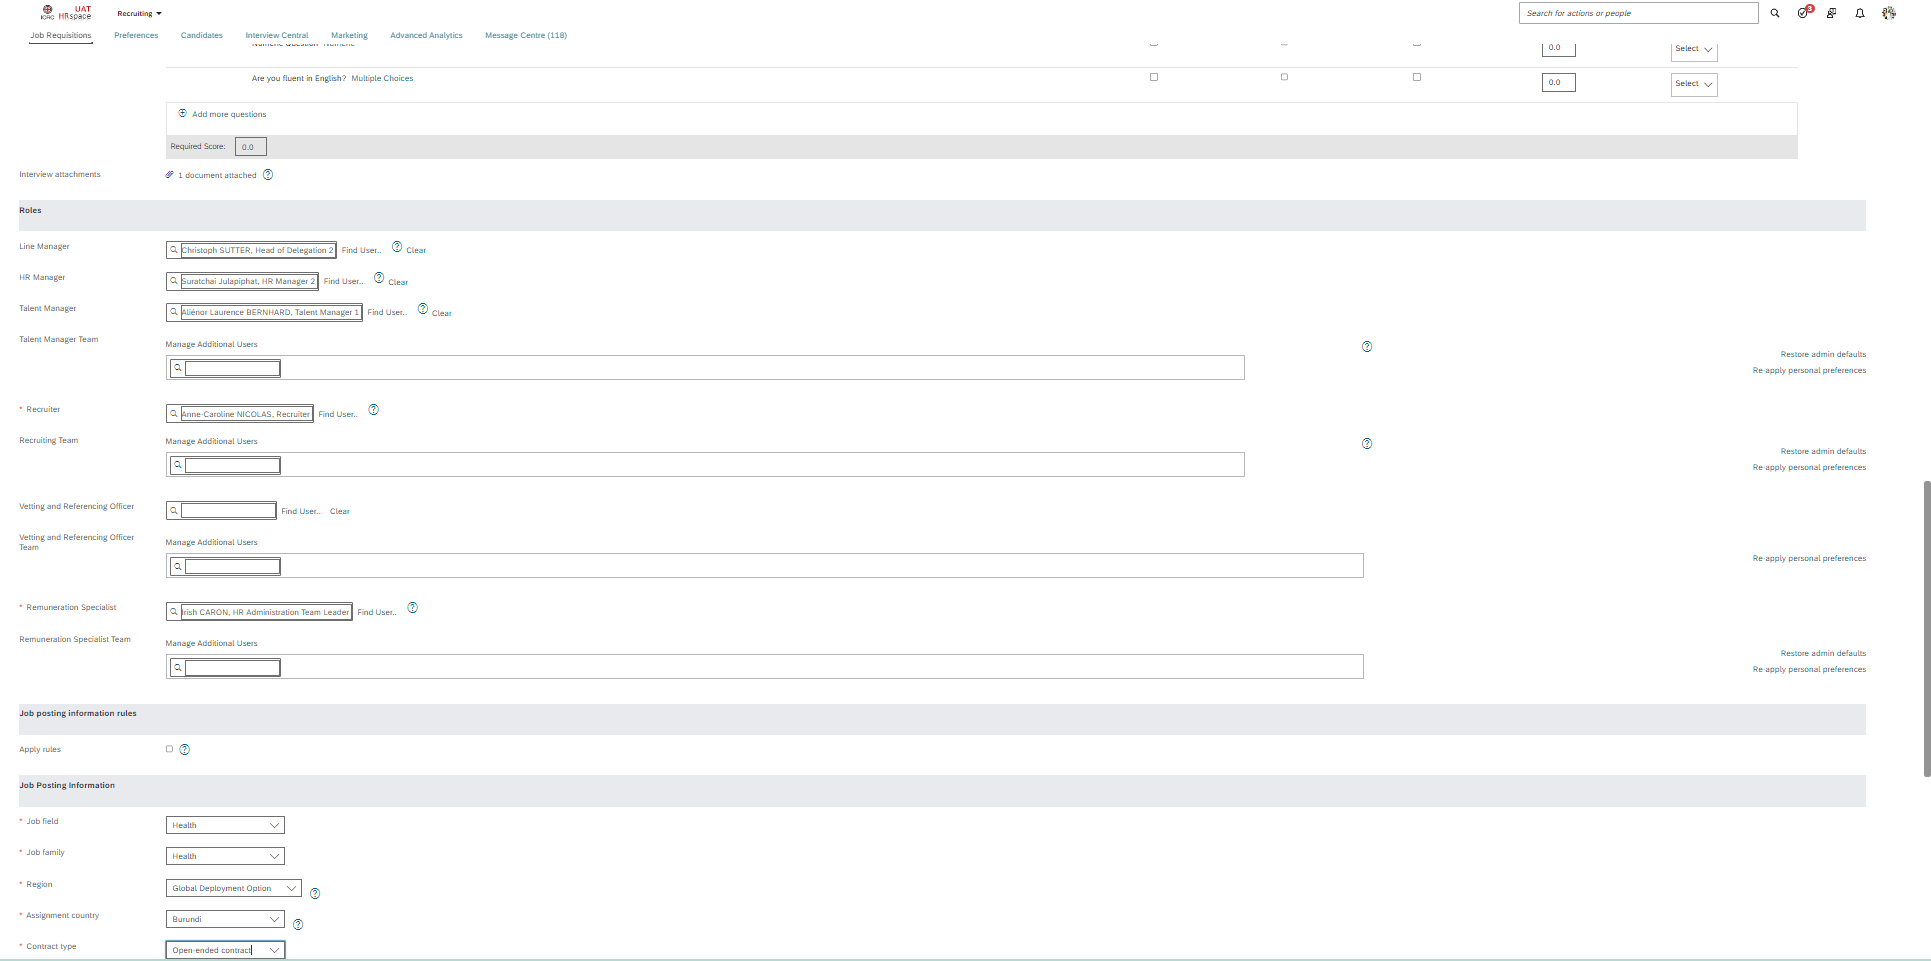 ICRC
UAT
HRspace
Recruiting
Search for actions or people
3
Job Requisitions
Preferences
Candidates
Interview Central
Marketing
Advanced Analytics
Message Centre (118)
Numeric Question Numeric
0.0
Select
Are you fluent in English? Multiple Choices
0.0
Select
Add more questions
Required Score: 0.0
Interview attachments
1 document attached
Roles
Line Manager
Christoph SUTTER, Head of Delegation 2
Find User..
Clear
HR Manager
Suratchai Julapiphat, HR Manager 2
Find User..
Clear
Talent Manager
Aliénor Laurence BERNHARD, Talent Manager 1
Find User..
Clear
Talent Manager Team
Manage Additional Users
Restore admin defaults
Re-apply personal preferences
* Recruiter
Anne-Caroline NICOLAS, Recruiter
Find User..
Recruiting Team
Manage Additional Users
Restore admin defaults
Re-apply personal preferences
Vetting and Referencing Officer
Find User..
Clear
Vetting and Referencing Officer
Team
Manage Additional Users
Re-apply personal preferences
* Remuneration Specialist
Irish CARON, HR Administration Team Leader
Find User..
Remuneration Specialist Team
Manage Additional Users
Restore admin defaults
Re-apply personal preferences
Job posting information rules
Apply rules
Job Posting Information
* Job field
Health
* Job family
Health
* Region
Global Deployment Option
* Assignment country
Burundi
* Contract type
Open-ended contract